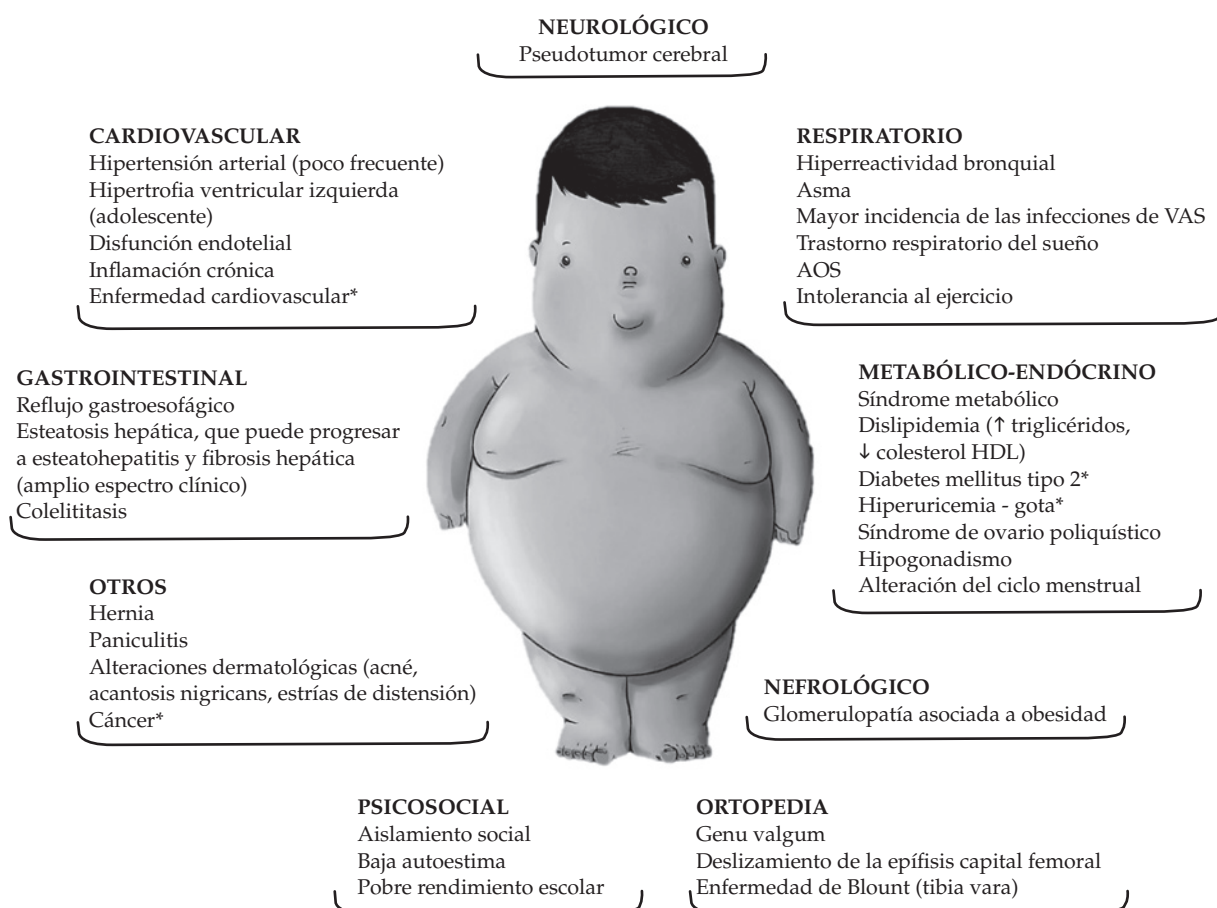 NEUROLÓGICO
Pseudotumor cerebral
CARDIOVASCULAR
Hipertensión arterial (poco frecuente)
Hipertrofia ventricular izquierda
(adolescente)
Disfunción endotelial
Inflamación crónica
Enfermedad cardiovascular*
RESPIRATORIO
Hiperreactividad bronquial
Asma
Mayor incidencia de las infecciones de VAS
Trastorno respiratorio del sueño
AOS
Intolerancia al ejercicio
GASTROINTESTINAL
Reflujo gastroesofágico
Esteatosis hepática, que puede progresar
a esteatohepatitis y fibrosis hepática
(amplio espectro clínico)
Colelititasis
METABÓLICO-ENDÓCRINO
Síndrome metabólico
Dislipidemia (↑ triglicéridos,
↓ colesterol HDL)
Diabetes mellitus tipo 2*
Hiperuricemia - gota*
Síndrome de ovario poliquístico
Hipogonadismo
Alteración del ciclo menstrual
OTROS
Hernia
Paniculitis
Alteraciones dermatológicas (acné,
acantosis nigricans, estrías de distensión)
Cáncer*
NEFROLÓGICO
Glomerulopatía asociada a obesidad
PSICOSOCIAL
Aislamiento social
Baja autoestima
Pobre rendimiento escolar
ORTOPEDIA
Genu valgum
Deslizamiento de la epífisis capital femoral
Enfermedad de Blount (tibia vara)